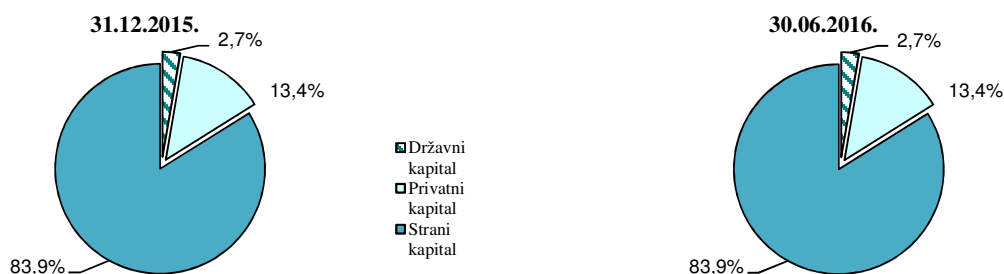 31.12.2015.
2,7%
13,4%
83,9%
Državni
kapital
Privatni
kapital
Strani
kapital
30.06.2016.
2,7%
13,4%
83,9%